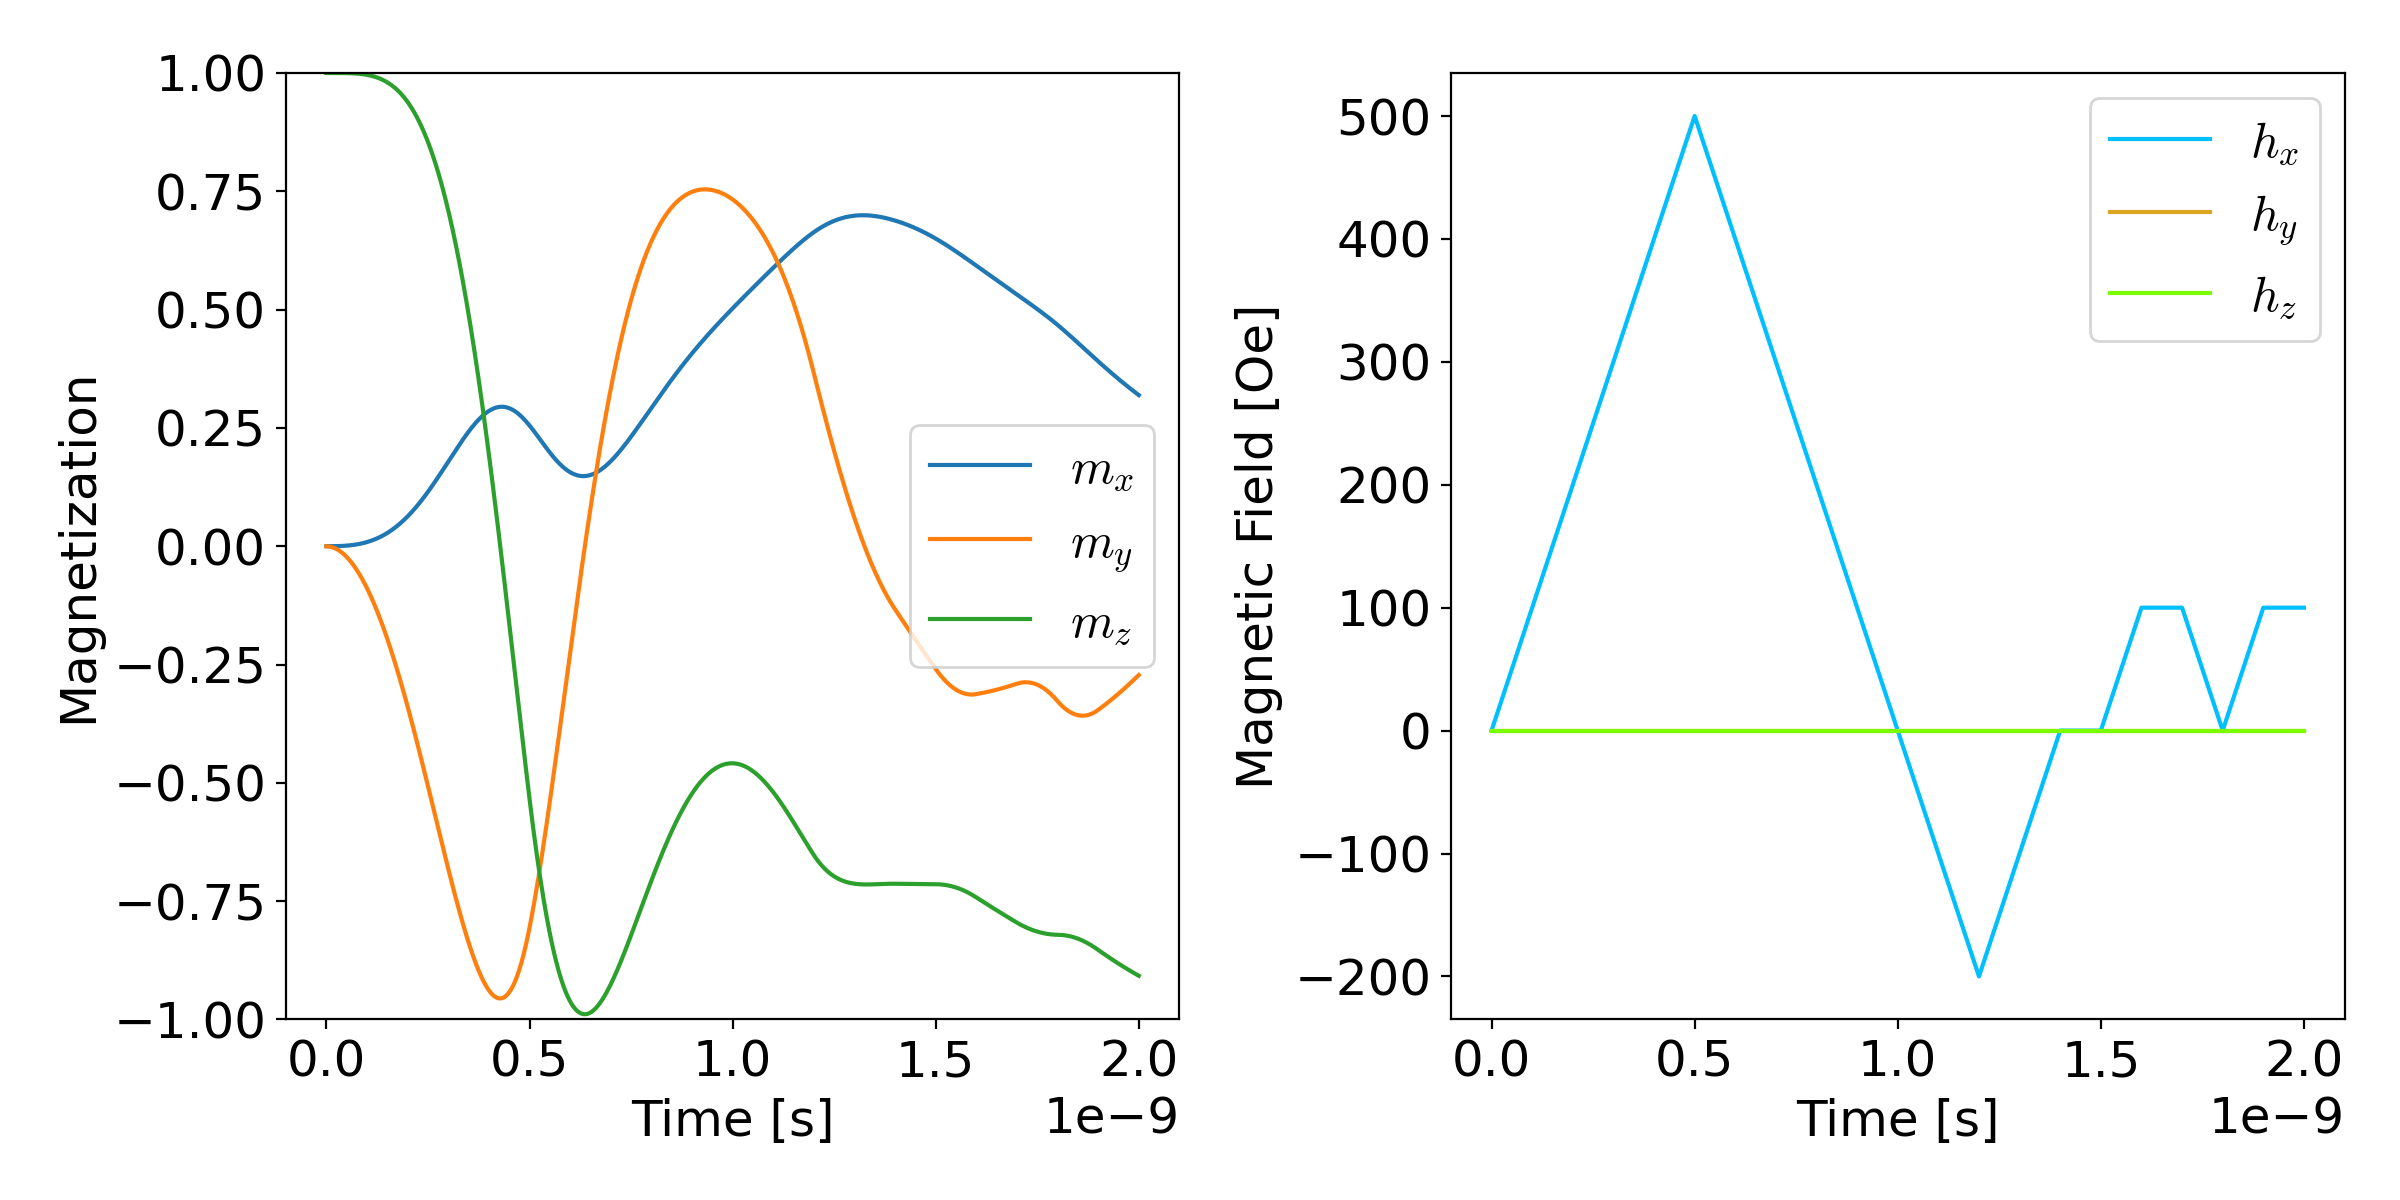 1.00
0.75
0.50
0.25
0.00
−0.25
−0.50
−0.75
−1.00
Magnetization
0.0 0.5 1.0 1.5 2.0
Time [s]
1e−9
m_x
m_y
m_z
500
400
300
200
100
0
−100
−200
Magnetic Field [Oe]
0.0 0.5 1.0 1.5 2.0
Time [s]
1e−9
h_x
h_y
h_z